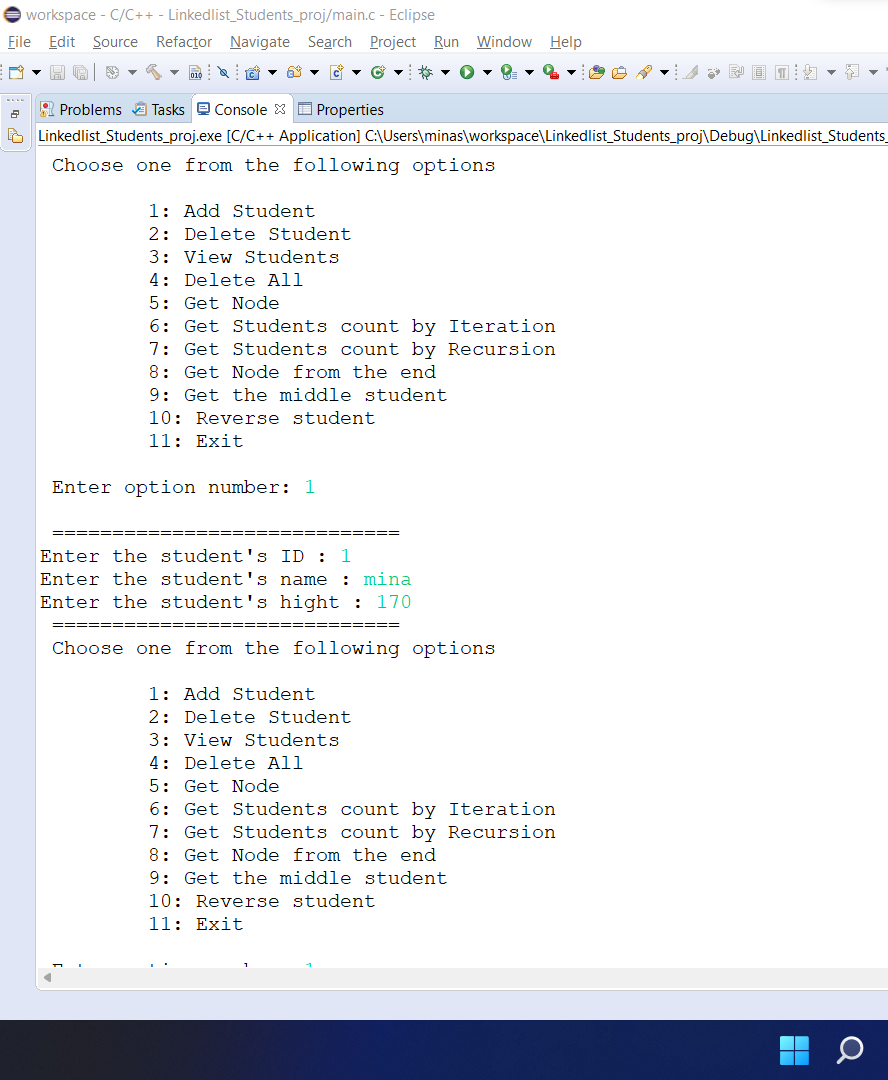 workspace - C/C++ - Linkedlist_Students_proj/main.c - Eclipse
File Edit Source Refactor Navigate Search Project Run Window Help
Problems Tasks Console Properties
Linkedlist_Students_proj.exe [C/C++ Application] C:\Users\minas\workspace\Linkedlist_Students_proj\Debug\Linkedlist_Students_
Choose one from the following options
1: Add Student
2: Delete Student
3: View Students
4: Delete All
5: Get Node
6: Get Students count by Iteration
7: Get Students count by Recursion
8: Get Node from the end
9: Get the middle student
10: Reverse student
11: Exit
Enter option number: 1
=============================
Enter the student's ID : 1
Enter the student's name : mina
Enter the student's hight : 170
=============================
Choose one from the following options
1: Add Student
2: Delete Student
3: View Students
4: Delete All
5: Get Node
6: Get Students count by Iteration
7: Get Students count by Recursion
8: Get Node from the end
9: Get the middle student
10: Reverse student
11: Exit